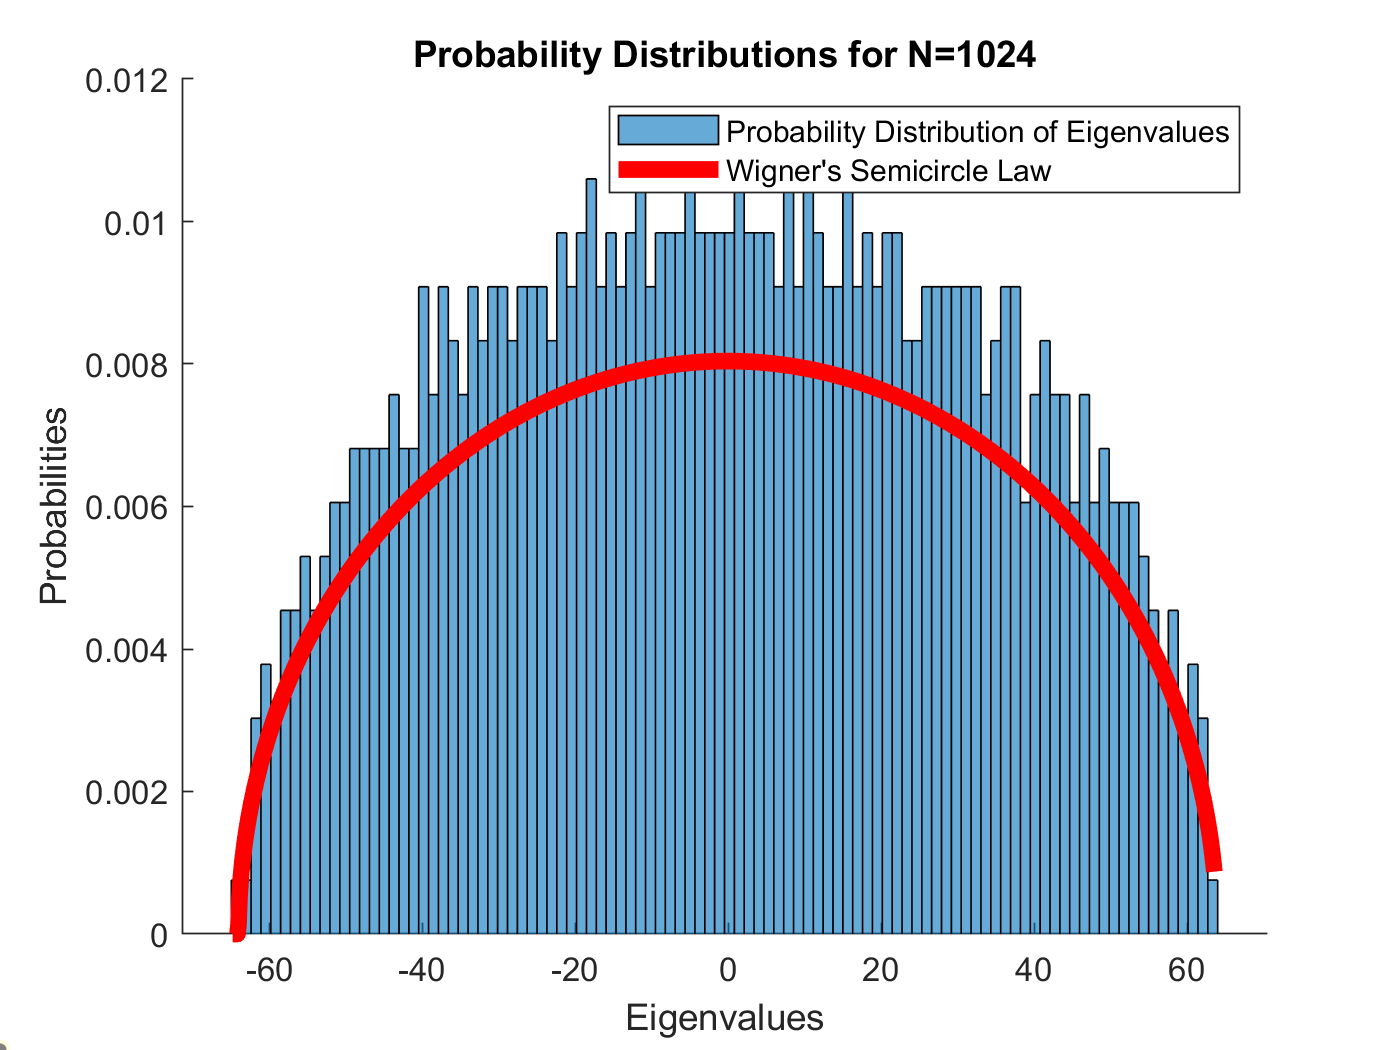 Probability Distributions for N=1024
0.012
Probability Distribution of Eigenvalues
Wigner's Semicircle Law
0.01
0.008
0.006
0.004
0.002
0
Probabilities
-60 -40 -20 0 20 40 60
Eigenvalues